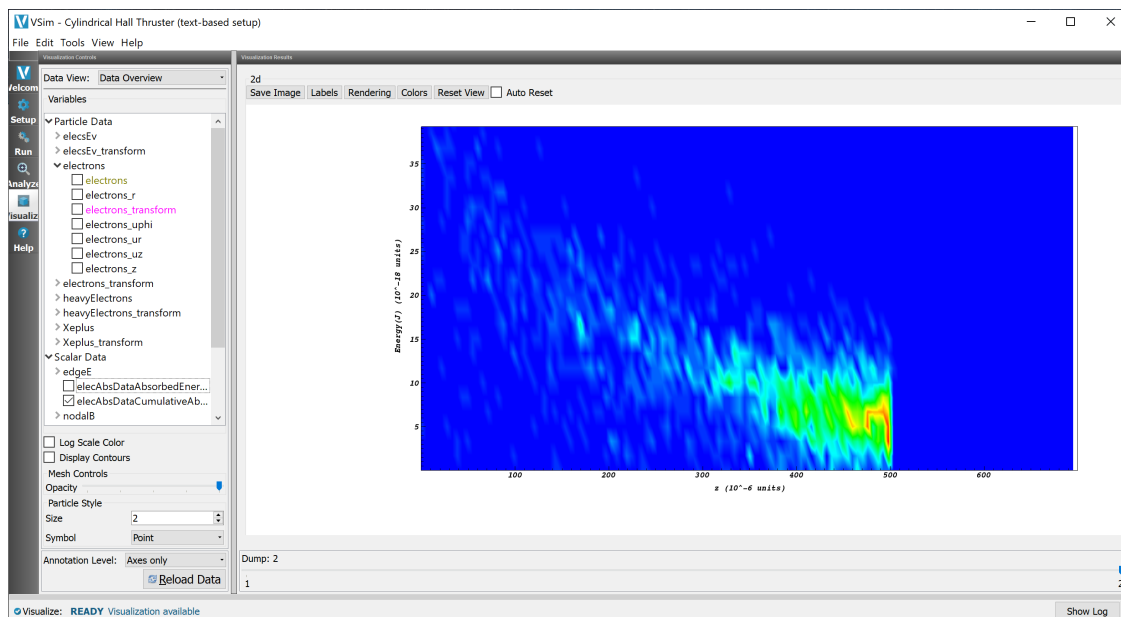 VSim - Cylindrical Hall Thruster (text-based setup)
File Edit Tools View Help
Visualization Controls
Visualization Results
Welcom
Setup
Run
Analyze
Visualiz
Help
Data View: Data Overview
Variables
Particle Data
elecsEv
elecsEv_transform
electrons
electrons
electrons_r
electrons_transform
electrons_uphi
electrons_ur
electrons_uz
electrons_z
electrons_transform
heavyElectrons
heavyElectrons_transform
Xeplus
Xeplus_transform
Scalar Data
edgeE
elecAbsDataAbsorbedEner...
elecAbsDataCumulativeAb...
nodalB
Log Scale Color
Display Contours
Mesh Controls
Opacity
Particle Style
Size 2
Symbol Point
Annotation Level: Axes only
Reload Data
2d
Save Image Labels Rendering Colors Reset View Auto Reset
35
30
25
20
15
10
5
Energy(J) (10^-18 units)
100 200 300 400 500 600
z (10^-6 units)
Dump: 2
1 2
Visualize: READY Visualization available
Show Log